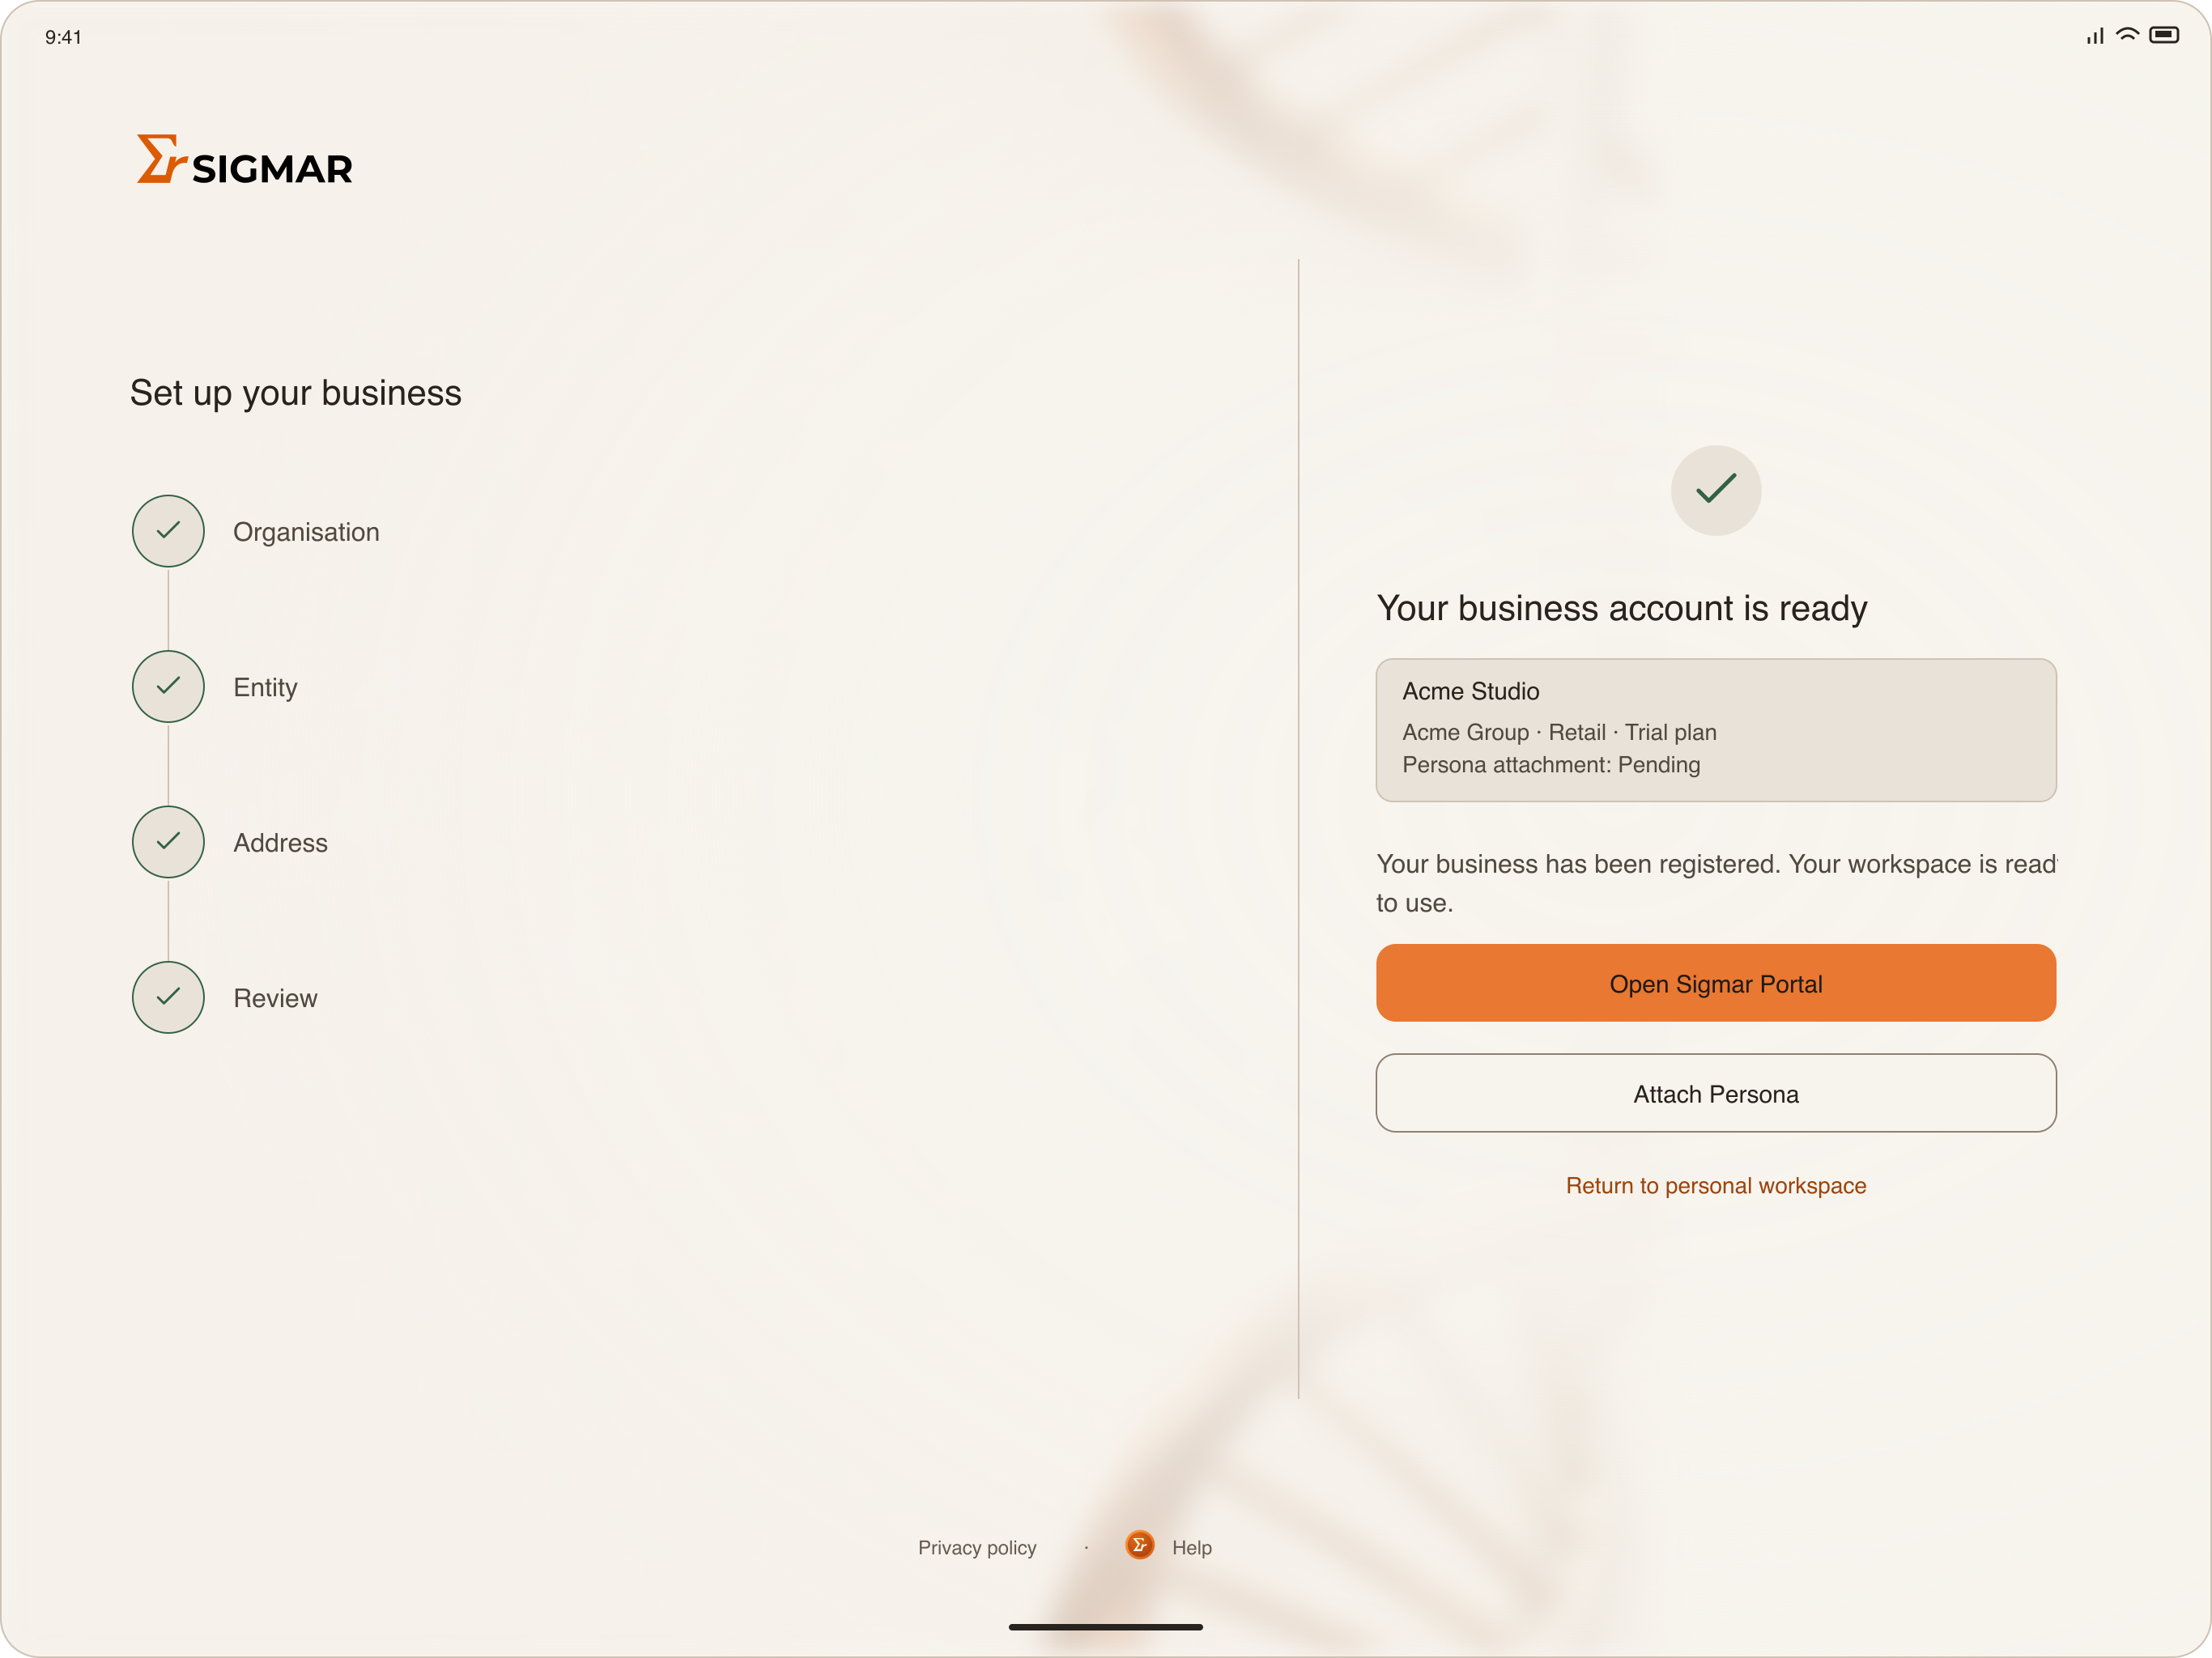 9:41
SIGMAR
Set up your business
Organisation
Entity
Address
Review
Your business account is ready
Acme Studio
Acme Group · Retail · Trial plan
Persona attachment: Pending
Your business has been registered. Your workspace is read
to use.
Open Sigmar Portal
Attach Persona
Return to personal workspace
Privacy policy · Help